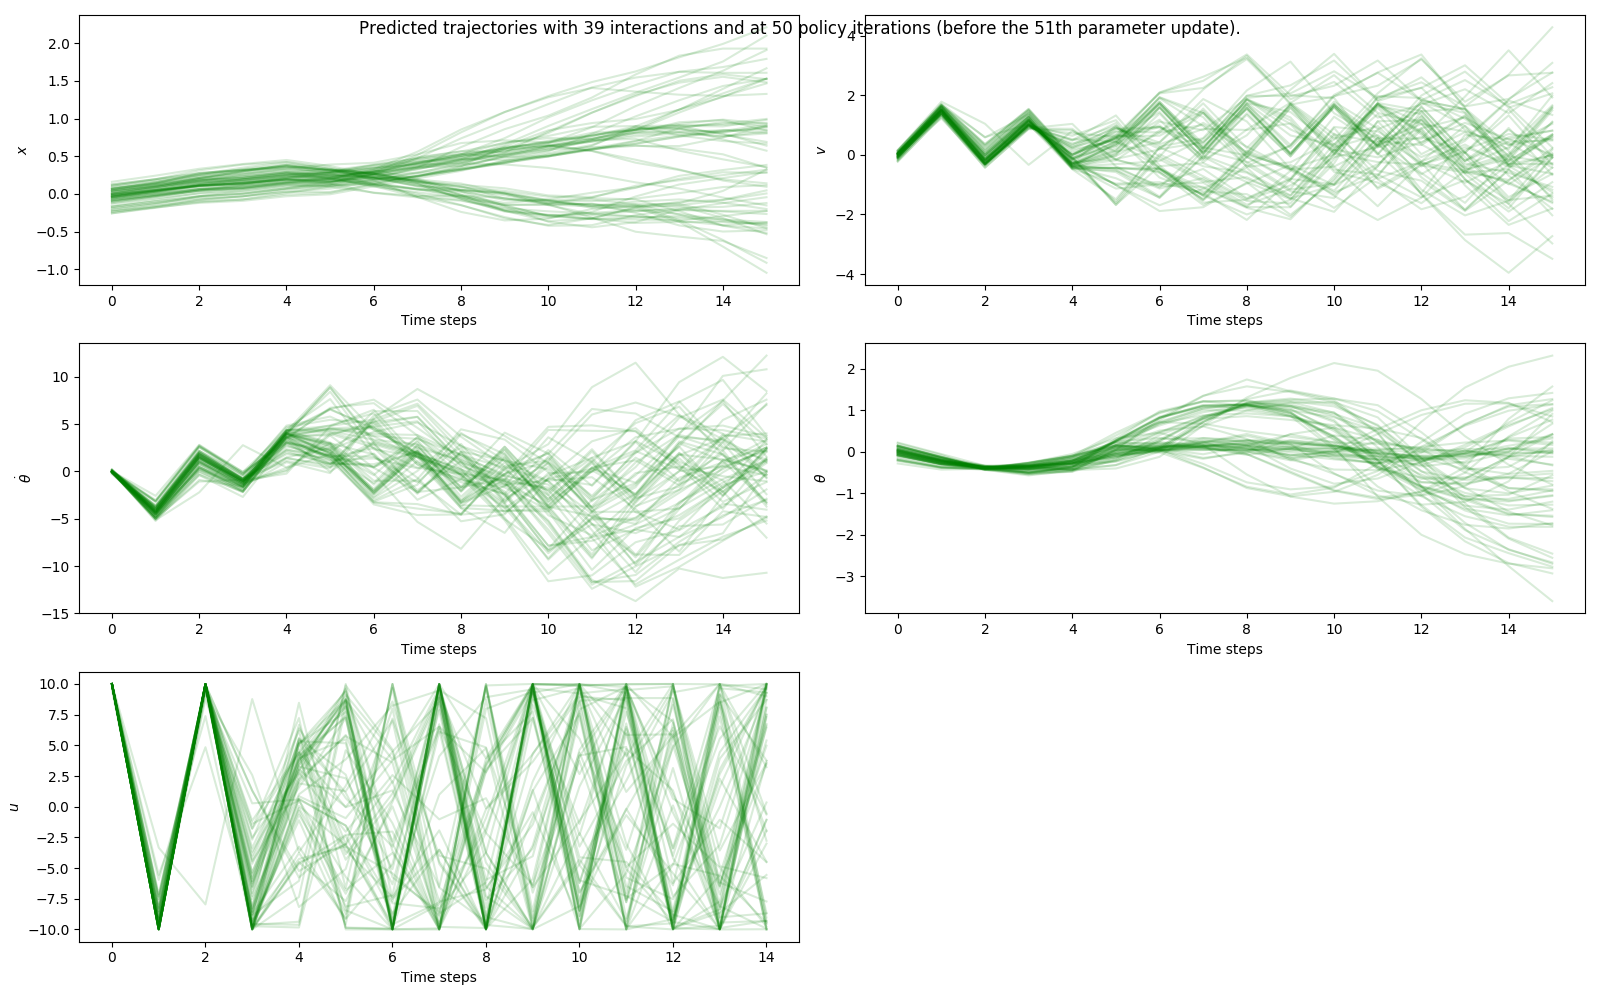 Predicted trajectories with 39 interactions and at 50 policy iterations (before the 51th parameter update).
2.0
1.5
1.0
0.5
0.0
−0.5
−1.0
x
0 2 4 6 8 10 12 14
Time steps
4
2
0
−2
−4
v
0 2 4 6 8 10 12 14
Time steps
10
5
0
−5
−10
−15
θ̇
0 2 4 6 8 10 12 14
Time steps
2
1
0
−1
−2
−3
θ
0 2 4 6 8 10 12 14
Time steps
10.0
7.5
5.0
2.5
0.0
−2.5
−5.0
−7.5
−10.0
u
0 2 4 6 8 10 12 14
Time steps